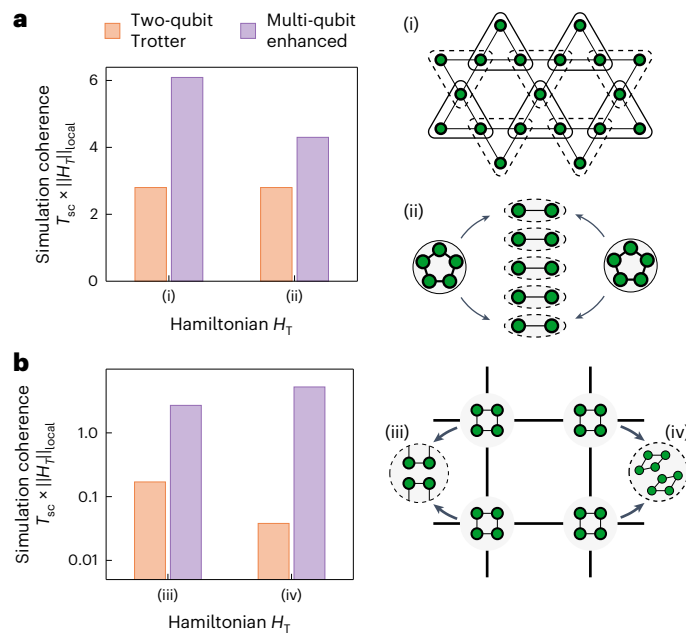 a
Two-qubit
Trotter
Multi-qubit
enhanced
Simulation coherence
T_sc × ||H_T||_local
6
4
2
0
(i)
(ii)
Hamiltonian H_T
(i)
(ii)
b
Simulation coherence
T_sc × ||H_T||_local
1.0
0.1
0.01
(iii)
(iv)
Hamiltonian H_T
(iii)
(iv)